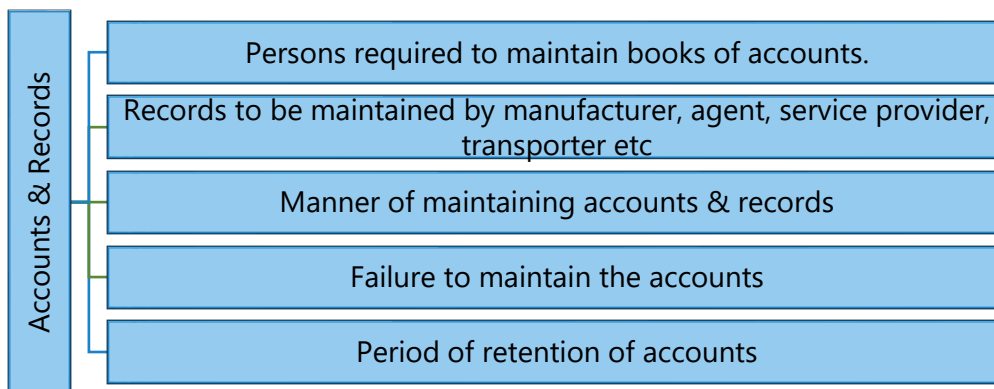 Accounts & Records
Persons required to maintain books of accounts.
Records to be maintained by manufacturer, agent, service provider,
transporter etc
Manner of maintaining accounts & records
Failure to maintain the accounts
Period of retention of accounts